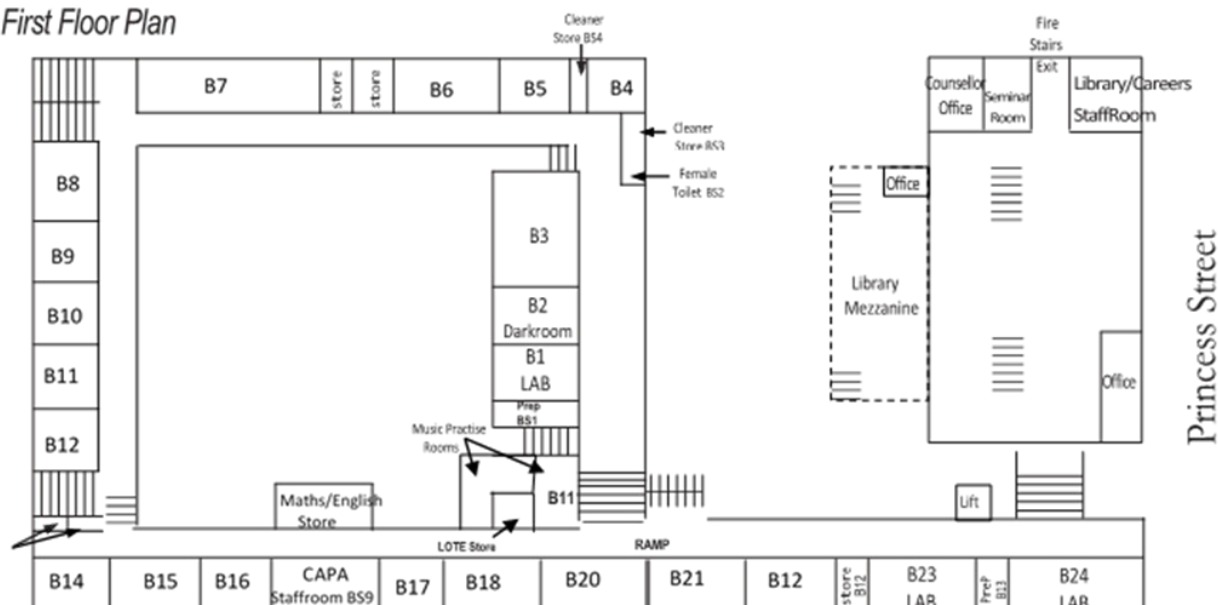 First Floor Plan
Cleaner
Store BS4
Fire
Stairs
Exit
B7
store
store
B6
B5
B4
Counsellor
Office
Seminar
Room
Library/Careers
StaffRoom
Cleaner
Store BS3
Female
Toilet BS2
B8
Office
B3
B9
Library
Mezzanine
Princess Street
B10
B2
Darkroom
B11
B1
LAB
Office
Prep
BS1
Music Practise
Rooms
B12
Maths/English
Store
B11
Lift
LOTE Store
RAMP
B14
B15
B16
CAPA
Staffroom BS9
B17
B18
B20
B21
B12
store
B12
B23
LAB
PreP
B13
B24
LAB